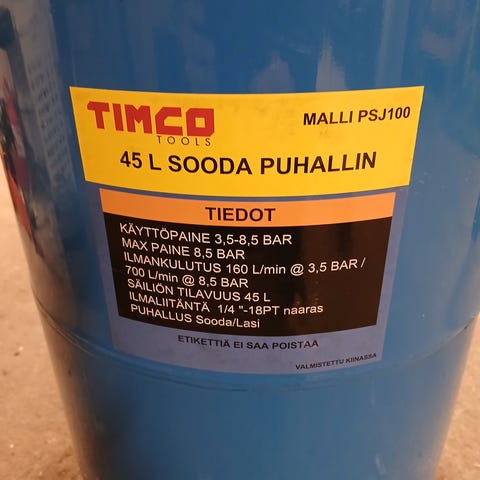 TIMCO
TOOLS
MALLI PSJ100
45 L SOODA PUHALLIN
TIEDOT
KÄYTTÖPAINE 3,5-8,5 BAR
MAX PAINE 8,5 BAR
ILMANKULUTUS 160 L/min @ 3,5 BAR /
700 L/min @ 8,5 BAR
SÄILIÖN TILAVUUS 45 L
ILMALIITÄNTÄ 1/4 "-18PT naaras
PUHALLUS Sooda/Lasi
ETIKETTIÄ EI SAA POISTAA
VALMISTETTU KIINASSA